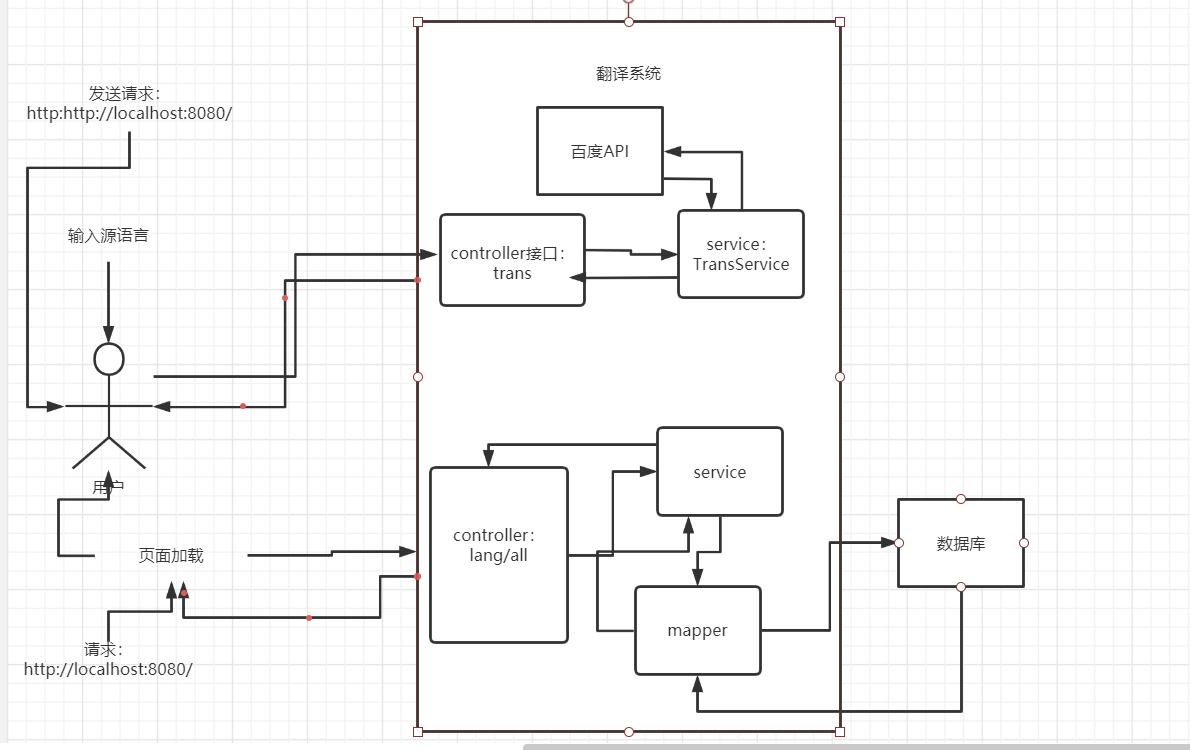 翻译系统
发送请求：
http:http://localhost:8080/
百度API
输入源语言
controller接口：
trans
service：
TransService
用户
service
controller：
lang/all
数据库
页面加载
mapper
请求：
http://localhost:8080/